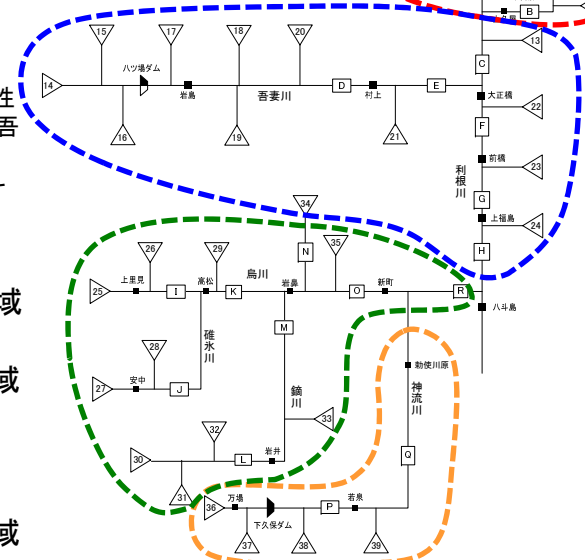 B
13
15
17
18
20
八ツ場ダム
C
14
岩島
吾妻川
D
村上
E
大正橋
性
吾
16
19
21
22
F
前橋
23
利根川
G
上福島
24
34
H
26
29
35
N
烏川
上里見
高松
岩鼻
新町
25
I
K
O
R
域
八斗島
M
碓氷川
28
勅使川原
域
安中
27
J
鏑川
神流川
32
33
30
L
岩井
Q
31
36
万場
下久保ダム
P
若泉
域
37
38
39